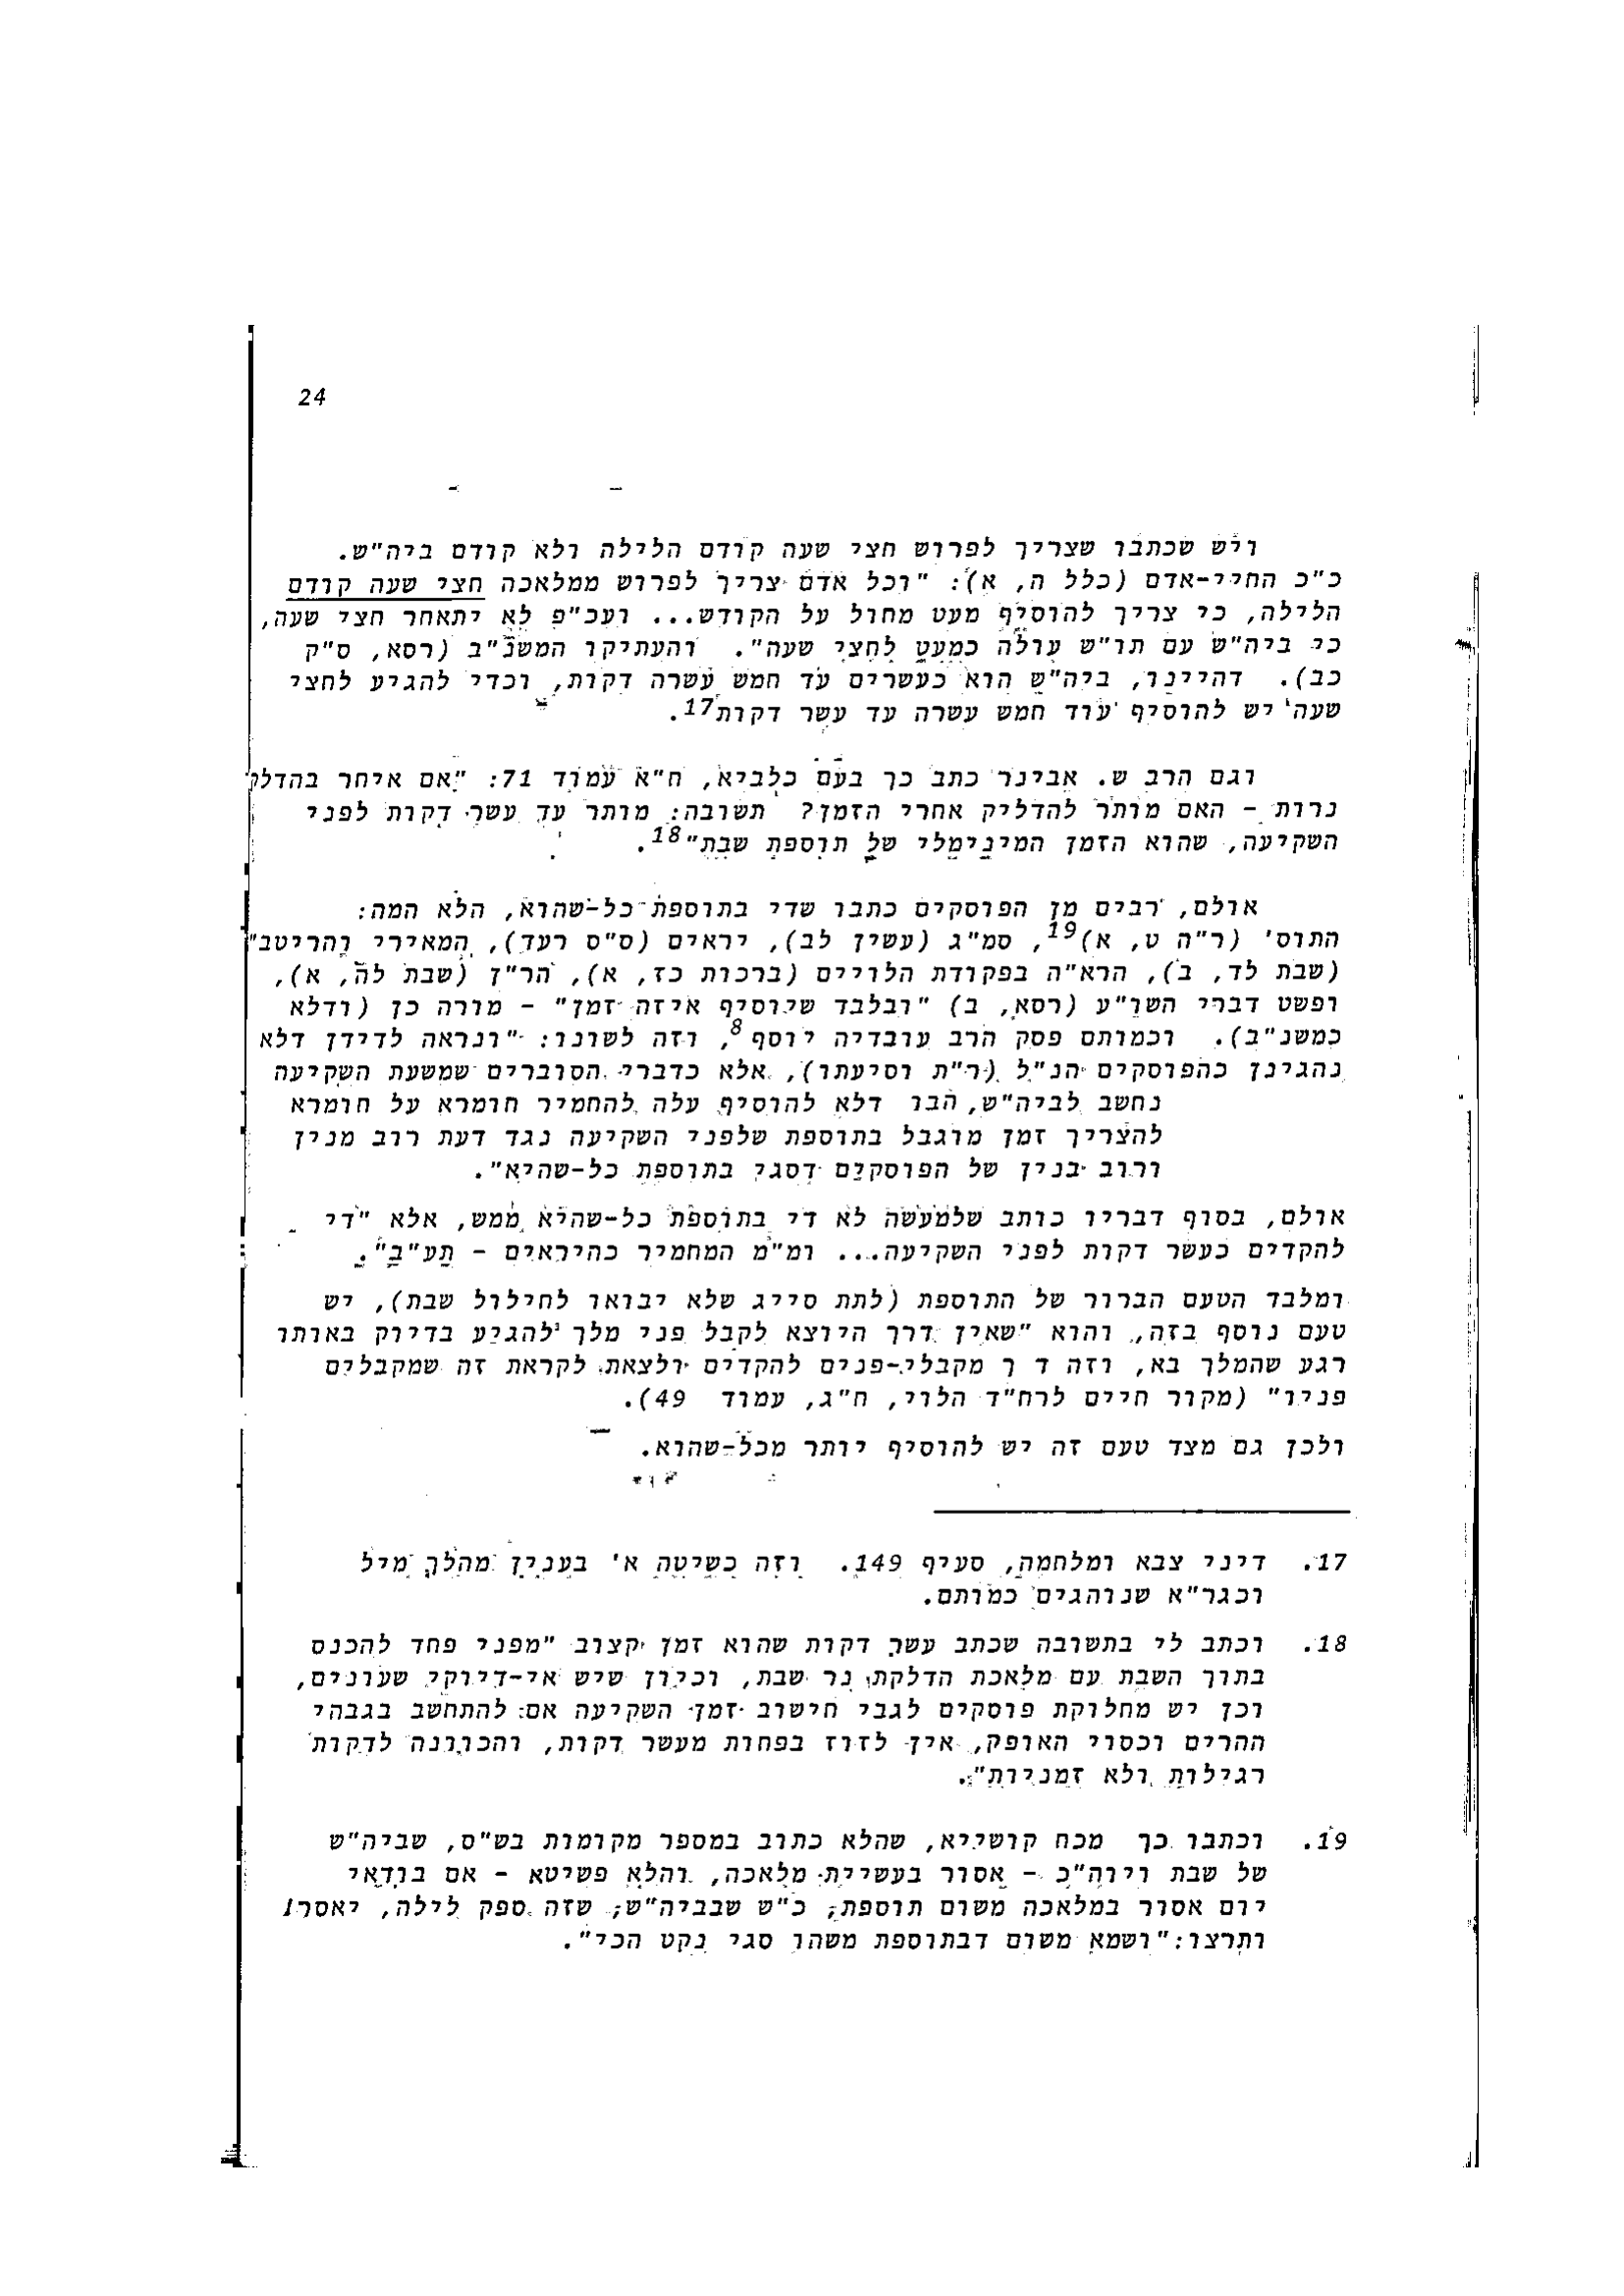 24
ויש שכתבו שצריך לפרוש חצי שעה קודם הלילה ולא קודם ביה"ש.
כ"כ החיי-אדם (כלל ה, א): "וכל אדם צריך לפרוש ממלאכה חצי שעה קודם
הלילה, כי צריך להוסיף מעט מחול על הקודש... ועכ"פ לא יתאחר חצי שעה,
כי ביה"ש עם תו"ש עולה כמעט לחצי שעה". והעתיקו המשנ"ב (רסא, ס"ק
כב). דהיינו, ביה"ש הוא כעשרים עד חמש עשרה דקות, וכדי להגיע לחצי
שעה יש להוסיף עוד חמש עשרה עד עשר דקות17.
וגם הרב ש. אבינר כתב כך בעם כלביא, ח"א עמוד 71: "אם איחר בהדלק
נרות - האם מותר להדליק אחרי הזמן? תשובה: מותר עד עשר דקות לפני
השקיעה, שהוא הזמן המינימלי של תוספת שבת"18.
אולם, רבים מן הפוסקים כתבו שדי בתוספת כל-שהוא, הלא המה:
התוס' (ר"ה ט, א)19, סמ"ג (עשין לב), יראים (ס"ס רעד), המאירי והריטב"
(שבת לד, ב), הרא"ה בפקודת הלויים (ברכות כז, א), הר"ן (שבת לה, א),
ופשט דברי השו"ע (רסא, ב) "ובלבד שיוסיף איזה זמן" - מורה כן (ודלא
כמשנ"ב). וכמותם פסק הרב עובדיה יוסף8, וזה לשונו: "ונראה לדידן דלא
נהגינן כהפוסקים הנ"ל (ר"ת וסיעתו), אלא כדברי הסוברים שמשעת השקיעה
נחשב לביה"ש, הבו דלא להוסיף עלה להחמיר חומרא על חומרא
להצריך זמן מוגבל בתוספת שלפני השקיעה נגד דעת רוב מנין
ורוב בנין של הפוסקים דסגי בתוספת כל-שהיא".
אולם, בסוף דבריו כותב שלמעשה לא די בתוספת כל-שהיא ממש, אלא "די
להקדים כעשר דקות לפני השקיעה... ומ"מ המחמיר כהיראים - תע"ב".
ומלבד הטעם הברור של התוספת (לתת סייג שלא יבואו לחילול שבת), יש
טעם נוסף בזה, והוא "שאין דרך היוצא לקבל פני מלך להגיע בדיוק באותו
רגע שהמלך בא, וזה ד ך מקבלי-פנים להקדים ולצאת לקראת זה שמקבלים
פניו" (מקור חיים לרח"ד הלוי, ח"ג, עמוד 49).
ולכן גם מצד טעם זה יש להוסיף יותר מכל-שהוא.
17. דיני צבא ומלחמה, סעיף 149. וזה כשיטה א' בענין מהלך מיל
וכגר"א שנוהגים כמותם.
18. וכתב לי בתשובה שכתב עשר דקות שהוא זמן קצוב "מפני פחד להכנס
בתוך השבת עם מלאכת הדלקת נר שבת, וכיון שיש אי-דיוקי שעונים,
וכן יש מחלוקת פוסקים לגבי חישוב זמן השקיעה אם להתחשב בגבהי
ההרים וכסוי האופק, אין לזוז בפחות מעשר דקות, והכוונה לדקות
רגילות ולא זמניות".
19. וכתבו כך מכח קושייא, שהלא כתוב במספר מקומות בש"ס, שביה"ש
של שבת ויוה"כ - אסור בעשיית מלאכה, והלא פשיטא - אם בודאי
יום אסור במלאכה משום תוספת, כ"ש שבביה"ש, שזה ספק לילה, יאסר!
ותרצו: "ושמא משום דבתוספת משהו סגי נקט הכי".